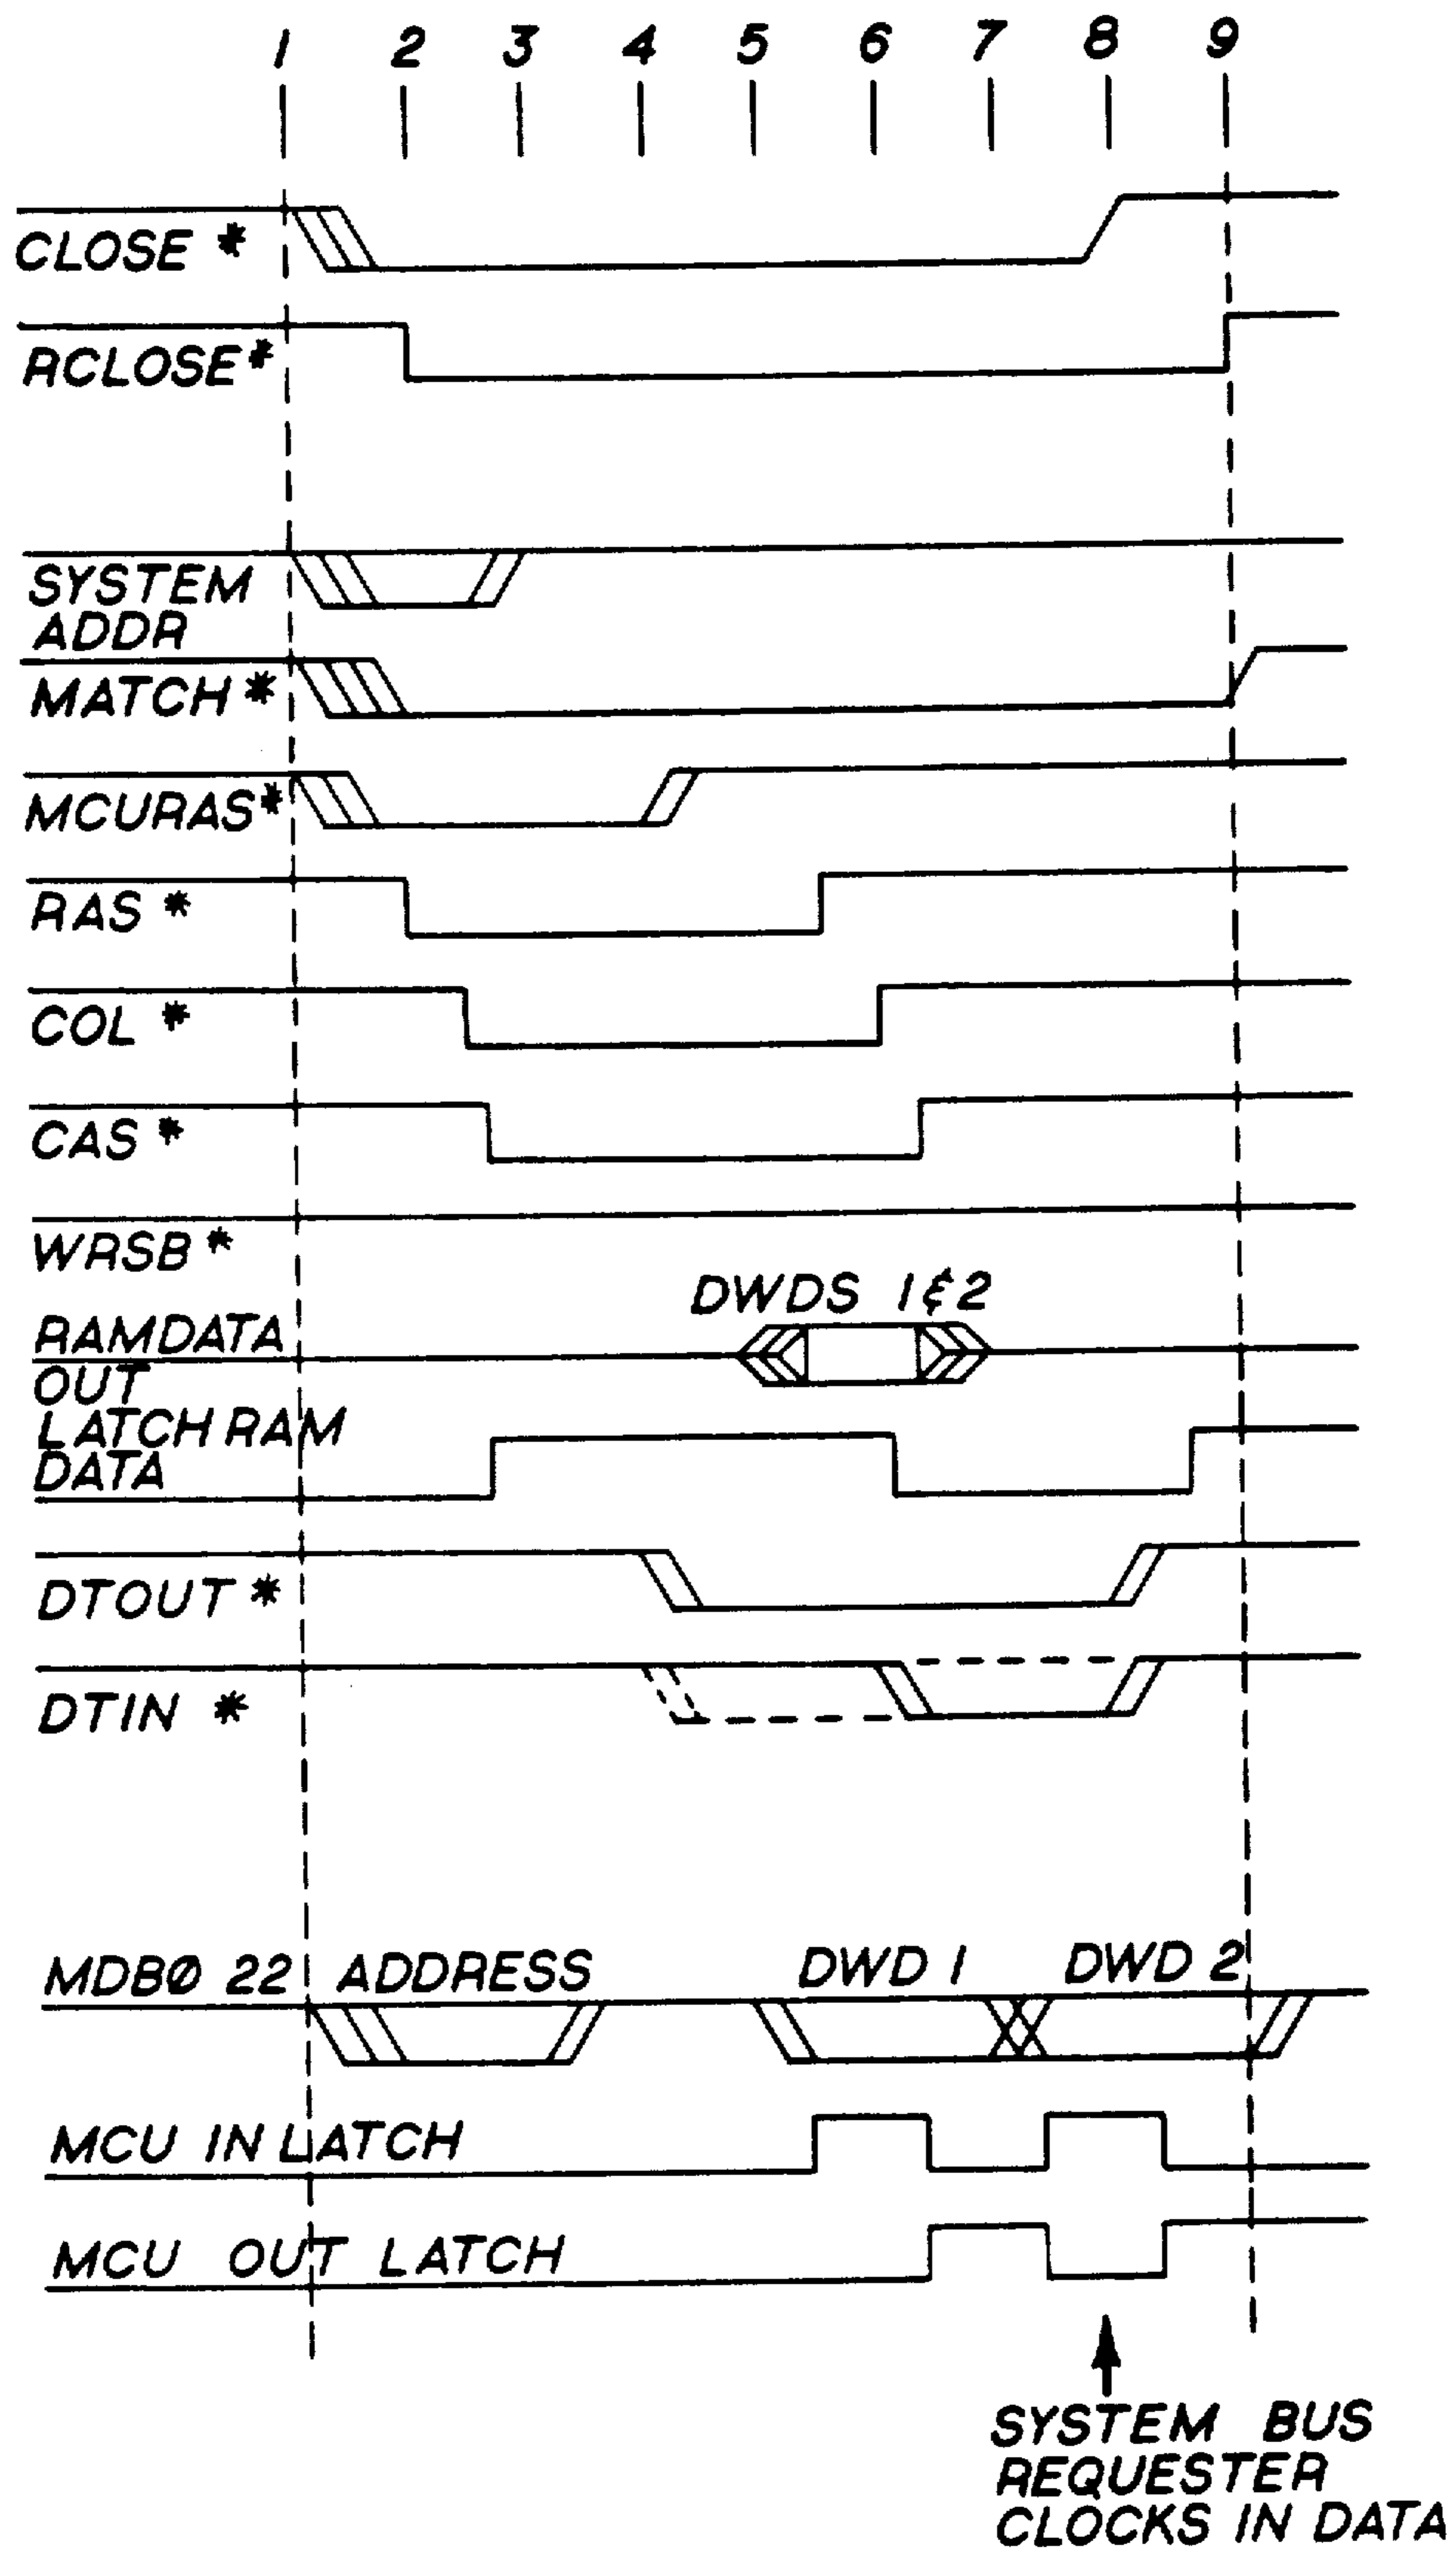 1 2 3 4 5 6 7 8 9
CLOSE *
RCLOSE*
SYSTEM
ADDR
MATCH *
MCURAS*
RAS *
COL *
CAS *
WRSB *
DWDS 1 & 2
RAMDATA
OUT
LATCH RAM
DATA
DTOUT *
DTIN *
MDBØ 22 ADDRESS DWD 1 DWD 2
MCU IN LATCH
MCU OUT LATCH
SYSTEM BUS
REQUESTER
CLOCKS IN DATA